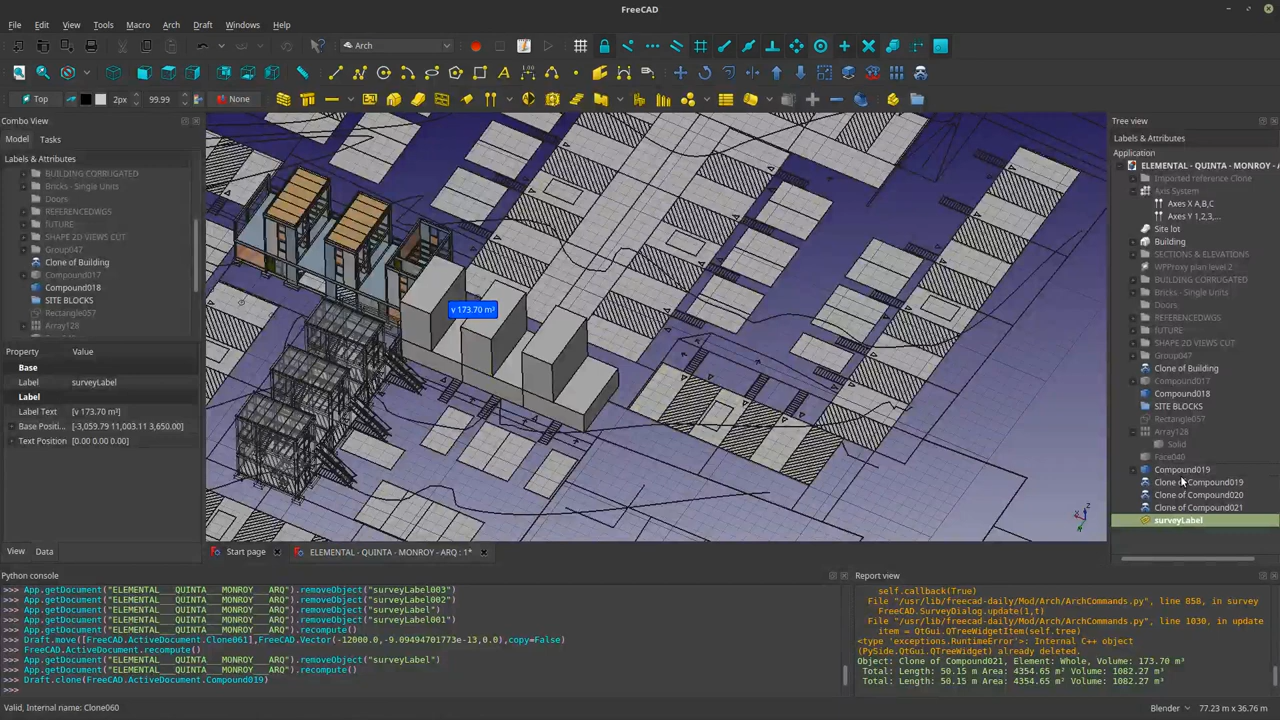 FreeCAD
File Edit View Tools Macro Arch Draft Windows Help
Arch
Top 2px 99.99 None
Combo View
Model Tasks
Labels & Attributes
BUILDING CORRUGATED
Bricks - Single Units
Doors
REFERENCEDWGS
fUTURE
SHAPE 2D VIEWS CUT
Group047
Clone of Building
Compound017
Compound018
SITE BLOCKS
Rectangle057
Array128
Property Value
Base
Label surveyLabel
Label
Label Text [v 173.70 m³]
Base Positi... [-3,059.79 11,003.11 3,650.00]
Text Position [0.00 0.00 0.00]
View Data
v 173.70 m³
Start page ELEMENTAL - QUINTA - MONROY - ARQ : 1*
Tree view
Labels & Attributes
Application
ELEMENTAL - QUINTA - MONROY - A
Imported reference Clone
Axis System
Axes X A,B,C
Axes Y 1,2,3,...
Site lot
Building
SECTIONS & ELEVATIONS
WPProxy plan level 2
BUILDING CORRUGATED
Bricks - Single Units
Doors
REFERENCEDWGS
fUTURE
SHAPE 2D VIEWS CUT
Group047
Clone of Building
Compound017
Compound018
SITE BLOCKS
Rectangle057
Array128
Solid
Face040
Compound019
Clone of Compound019
Clone of Compound020
Clone of Compound021
surveyLabel
Python console
>>> App.getDocument("ELEMENTAL___QUINTA___MONROY___ARQ").removeObject("surveyLabel003")
>>> App.getDocument("ELEMENTAL___QUINTA___MONROY___ARQ").removeObject("surveyLabel002")
>>> App.getDocument("ELEMENTAL___QUINTA___MONROY___ARQ").removeObject("surveyLabel")
>>> App.getDocument("ELEMENTAL___QUINTA___MONROY___ARQ").removeObject("surveyLabel001")
>>> App.getDocument("ELEMENTAL___QUINTA___MONROY___ARQ").recompute()
>>> Draft.move([FreeCAD.ActiveDocument.Clone061],FreeCAD.Vector(-12000.0,-9.09494701773e-13,0.0),copy=False)
>>> FreeCAD.ActiveDocument.recompute()
>>> App.getDocument("ELEMENTAL___QUINTA___MONROY___ARQ").removeObject("surveyLabel")
>>> App.getDocument("ELEMENTAL___QUINTA___MONROY___ARQ").recompute()
>>> Draft.clone(FreeCAD.ActiveDocument.Compound019)
>>>
Report view
self.callback(True)
File "/usr/lib/freecad-daily/Mod/Arch/ArchCommands.py", line 858, in survey
FreeCAD.SurveyDialog.update(1,t)
File "/usr/lib/freecad-daily/Mod/Arch/ArchCommands.py", line 1030, in update
item = QtGui.QTreeWidgetItem(self.tree)
<type 'exceptions.RuntimeError'>: Internal C++ object
(PySide.QtGui.QTreeWidget) already deleted.
Object: Clone of Compound021, Element: Whole, Volume: 173.70 m³
Total: Length: 50.15 m Area: 4354.65 m² Volume: 1082.27 m³
Total: Length: 50.15 m Area: 4354.65 m² Volume: 1082.27 m³
Valid, Internal name: Clone060
Blender 77.23 m x 36.76 m